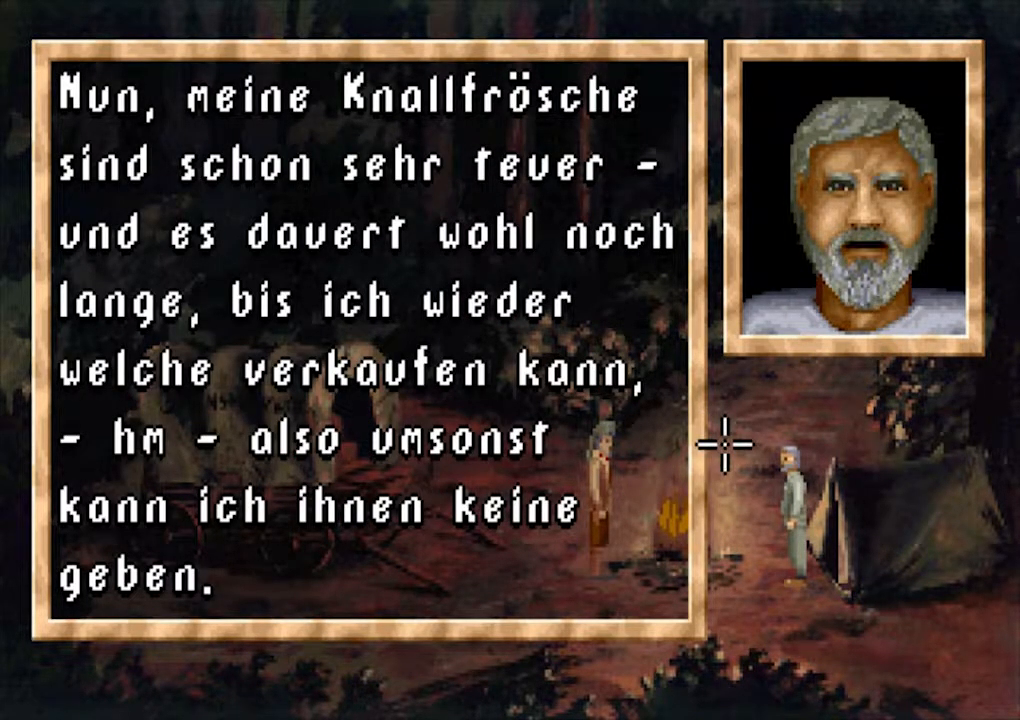 Nun, meine Knallfrösche
sind schon sehr teuer -
und es dauert wohl noch
lange, bis ich wieder
welche verkaufen kann,
- hm - also umsonst
kann ich ihnen keine
geben.